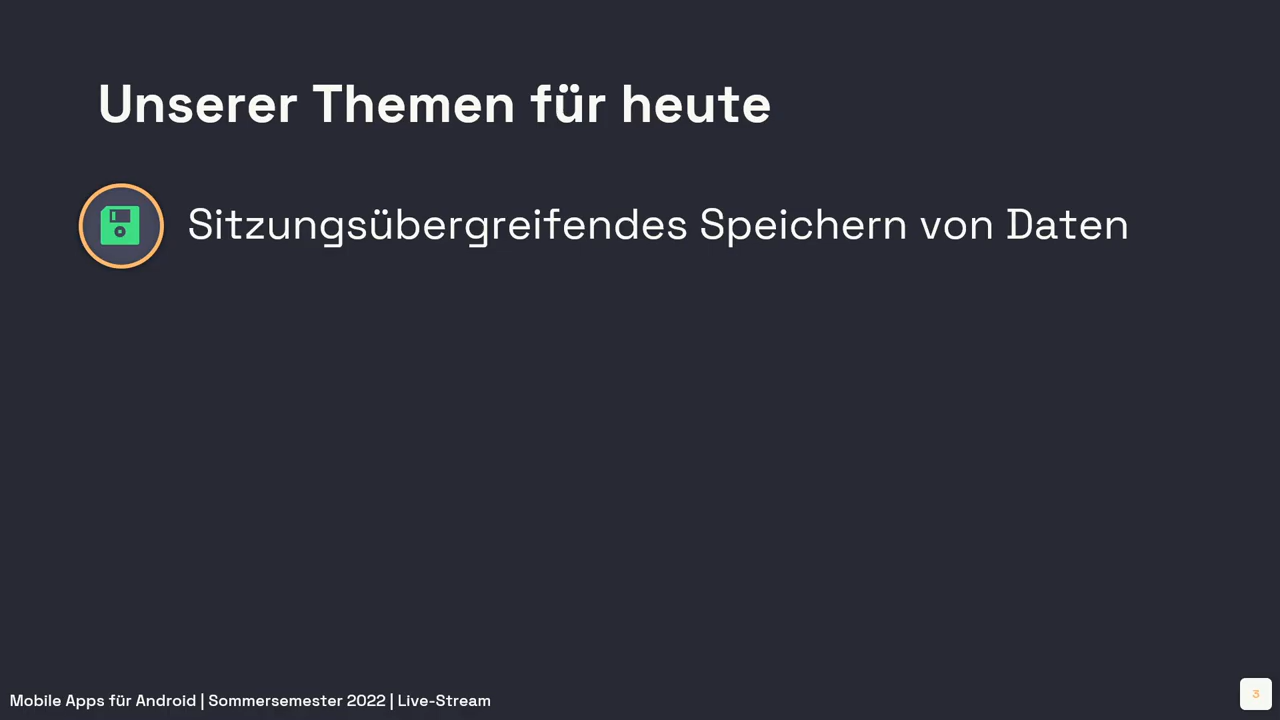 Unserer Themen für heute
Sitzungsübergreifendes Speichern von Daten
Mobile Apps für Android | Sommersemester 2022 | Live-Stream
3